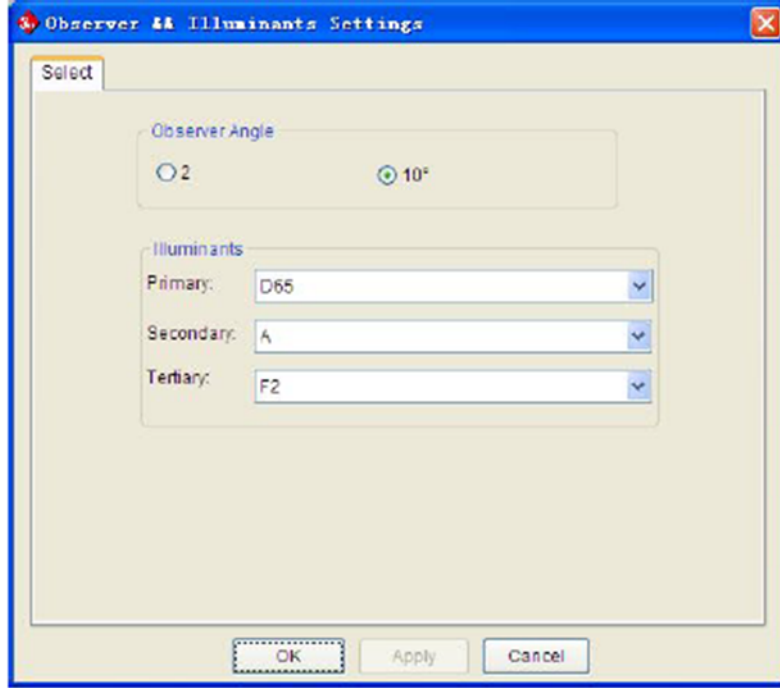 Observer && Illuminants Settings
Select
Observer Angle
2 10°
Illuminants
Primary: D65
Secondary: A
Tertiary: F2
OK Apply Cancel